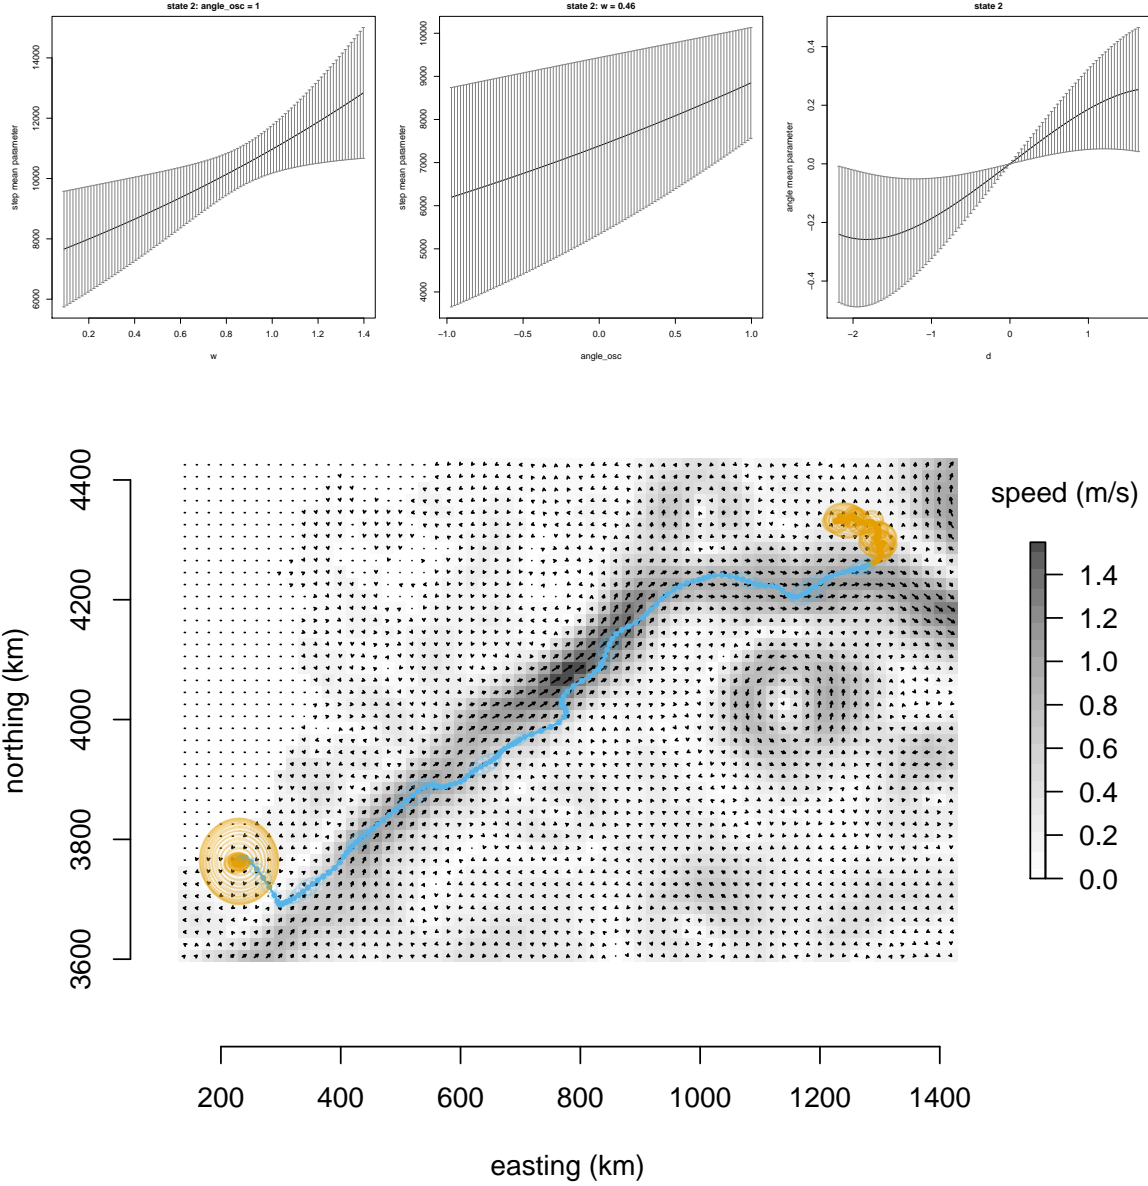 state 2: angle_osc = 1
step mean parameter
14000
12000
10000
8000
6000
0.2 0.4 0.6 0.8 1.0 1.2 1.4
w
state 2: w = 0.46
step mean parameter
10000
9000
8000
7000
6000
5000
4000
−1.0 −0.5 0.0 0.5 1.0
angle_osc
state 2
angle mean parameter
0.4
0.2
0.0
−0.2
−0.4
−2 −1 0 1
d
northing (km)
4400
4200
4000
3800
3600
200 400 600 800 1000 1200 1400
easting (km)
speed (m/s)
1.4
1.2
1.0
0.8
0.6
0.4
0.2
0.0